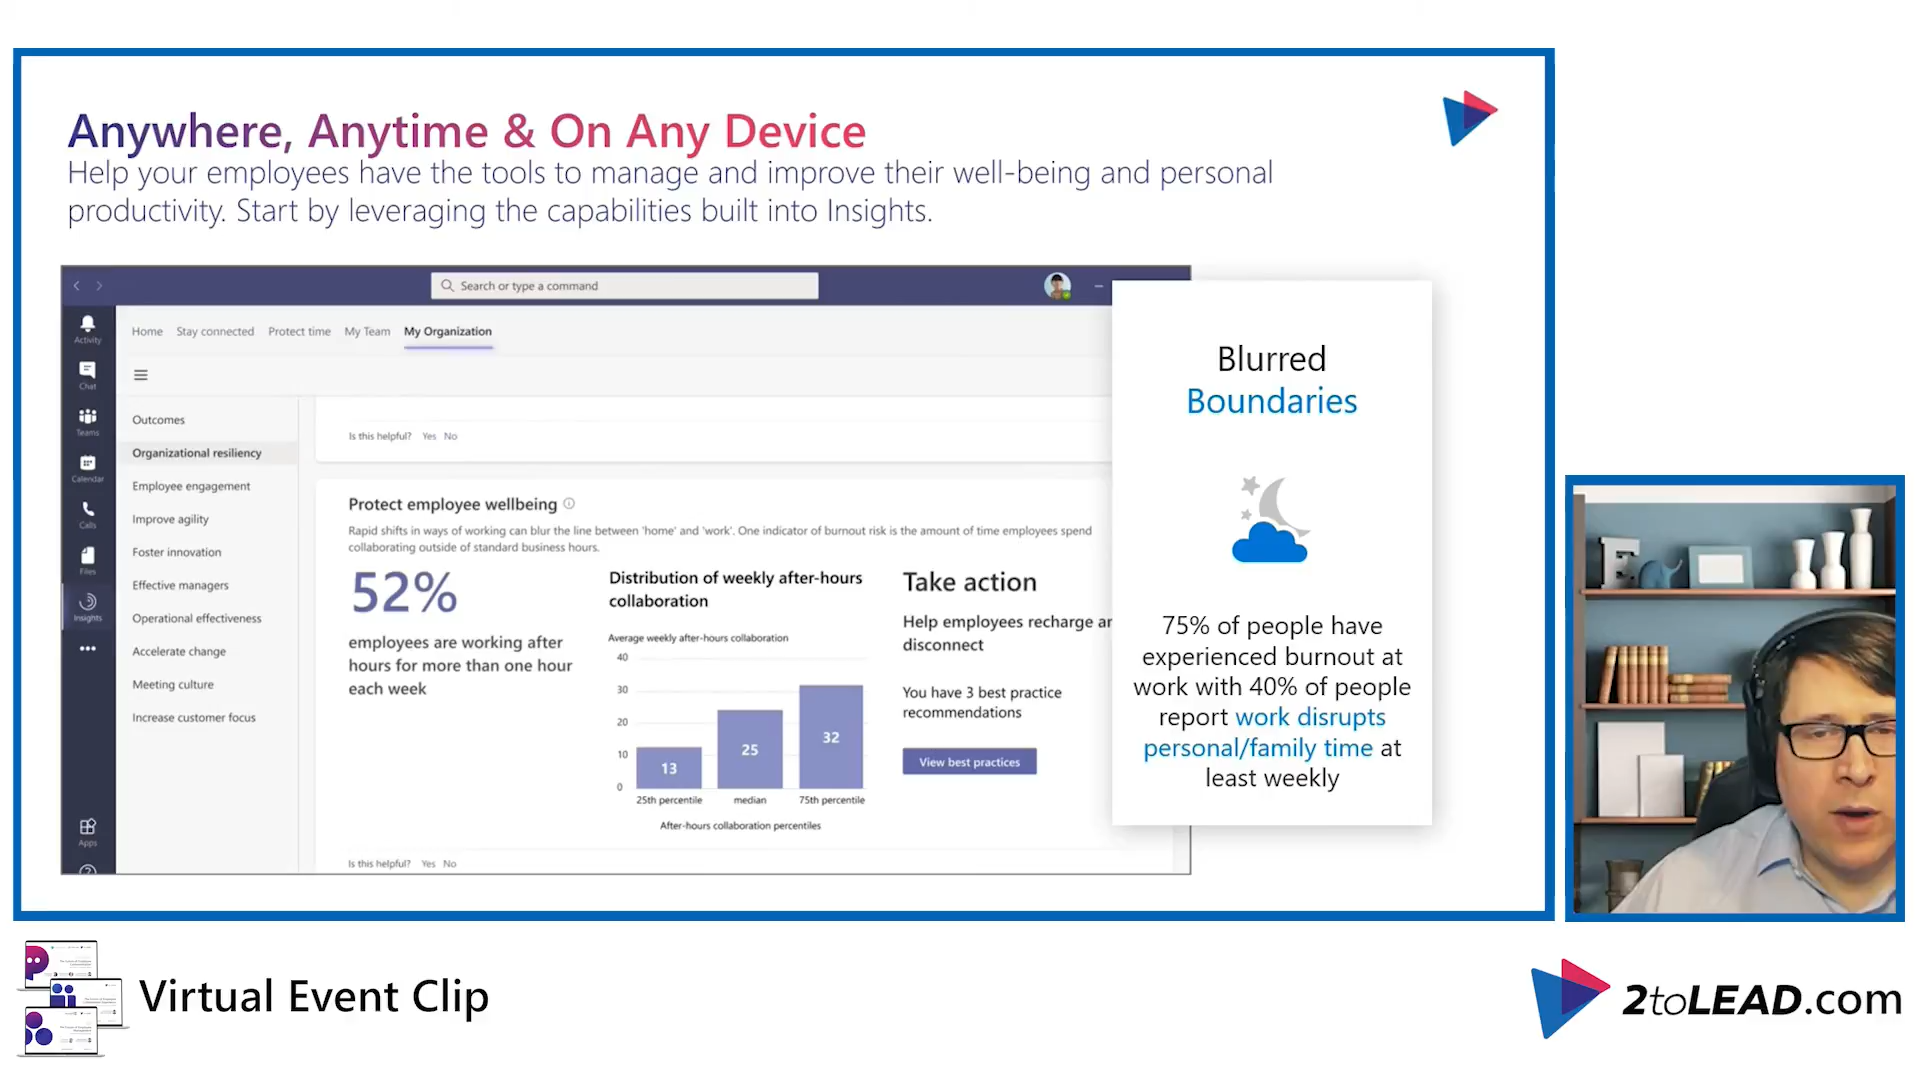 Anywhere, Anytime & On Any Device
Help your employees have the tools to manage and improve their well-being and personal
productivity. Start by leveraging the capabilities built into Insights.
Search or type a command
Activity
Chat
Teams
Calendar
Calls
Files
Insights
Apps
Home Stay connected Protect time My Team My Organization
Outcomes
Organizational resiliency
Employee engagement
Improve agility
Foster innovation
Effective managers
Operational effectiveness
Accelerate change
Meeting culture
Increase customer focus
Is this helpful? Yes No
Protect employee wellbeing
Rapid shifts in ways of working can blur the line between 'home' and 'work'. One indicator of burnout risk is the amount of time employees spend
collaborating outside of standard business hours.
52%
employees are working after
hours for more than one hour
each week
Distribution of weekly after-hours
collaboration
Average weekly after-hours collaboration
40
30
20
10
0
13
25
32
25th percentile median 75th percentile
After-hours collaboration percentiles
Take action
Help employees recharge
disconnect
You have 3 best practice
recommendations
View best practices
Is this helpful? Yes No
Blurred
Boundaries
75% of people have
experienced burnout at
work with 40% of people
report work disrupts
personal/family time at
least weekly
Virtual Event Clip
2toLEAD.com